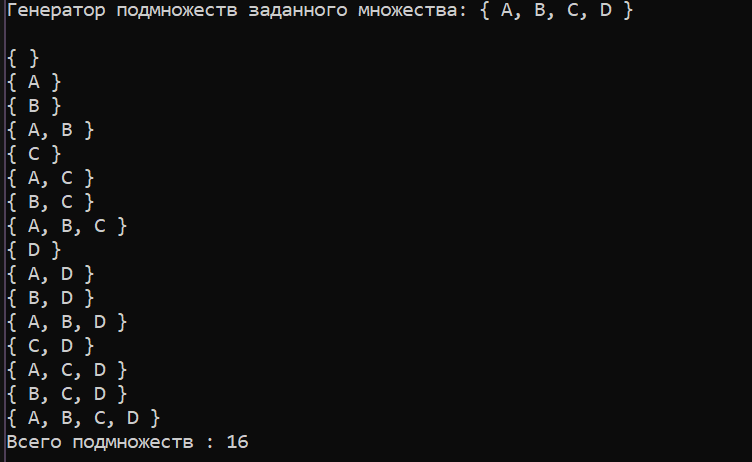 Генератор подмножеств заданного множества: { A, B, C, D }
{ }
{ A }
{ B }
{ A, B }
{ C }
{ A, C }
{ B, C }
{ A, B, C }
{ D }
{ A, D }
{ B, D }
{ A, B, D }
{ C, D }
{ A, C, D }
{ B, C, D }
{ A, B, C, D }
Всего подмножеств : 16